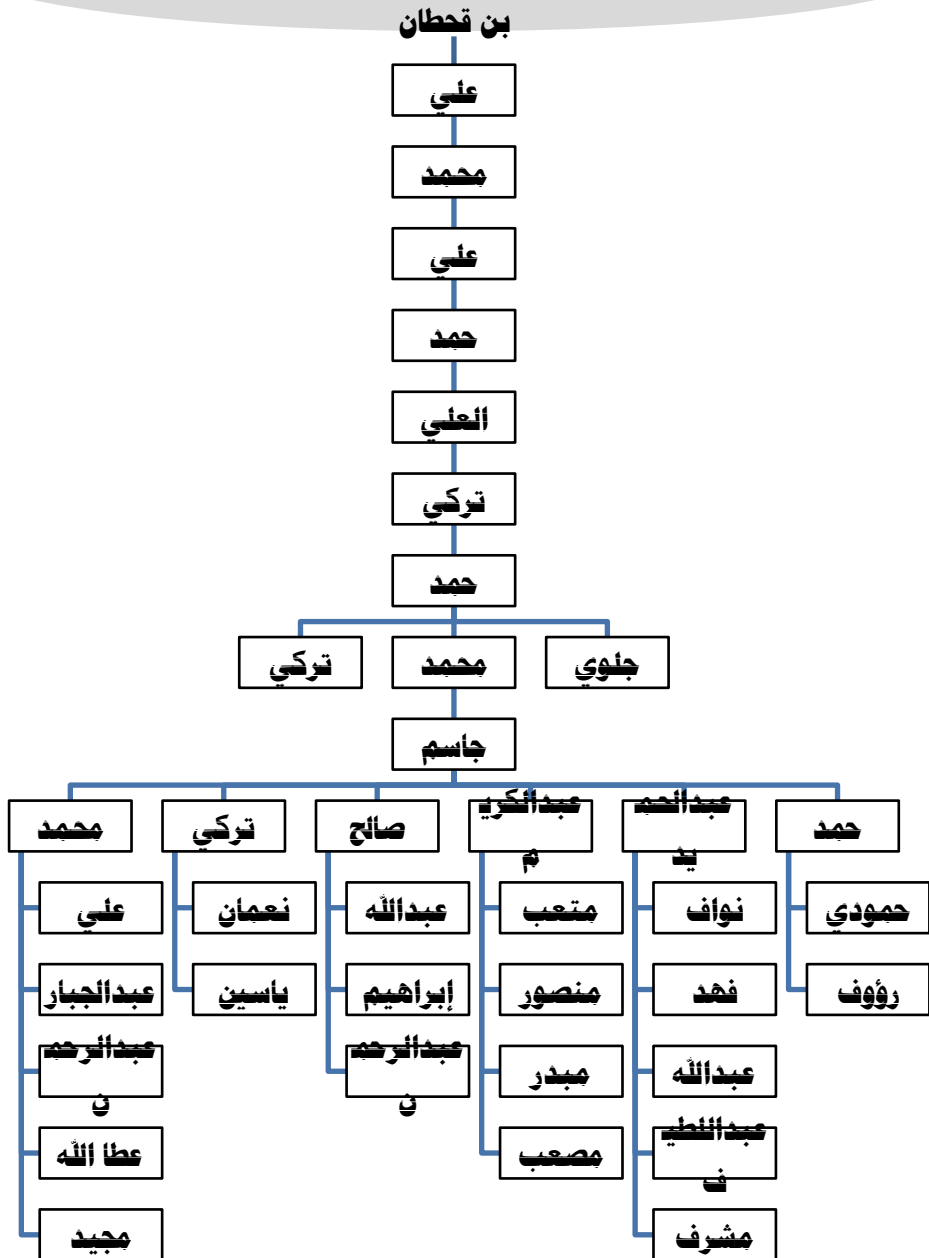 بن قحطان
علي
محمد
علي
حمد
العلي
تركي
حمد
جلوي
محمد
تركي
جاسم
حمد
عبدالحميد
عبدالكريم
صالح
تركي
محمد
حمودي
نواف
متعب
عبدالله
نعمان
علي
رؤوف
فهد
منصور
إبراهيم
ياسين
عبدالجبار
عبدالله
مبدر
عبدالرحمن
عبدالرحمن
عبداللطيف
مصعب
عطا الله
مشرف
مجيد